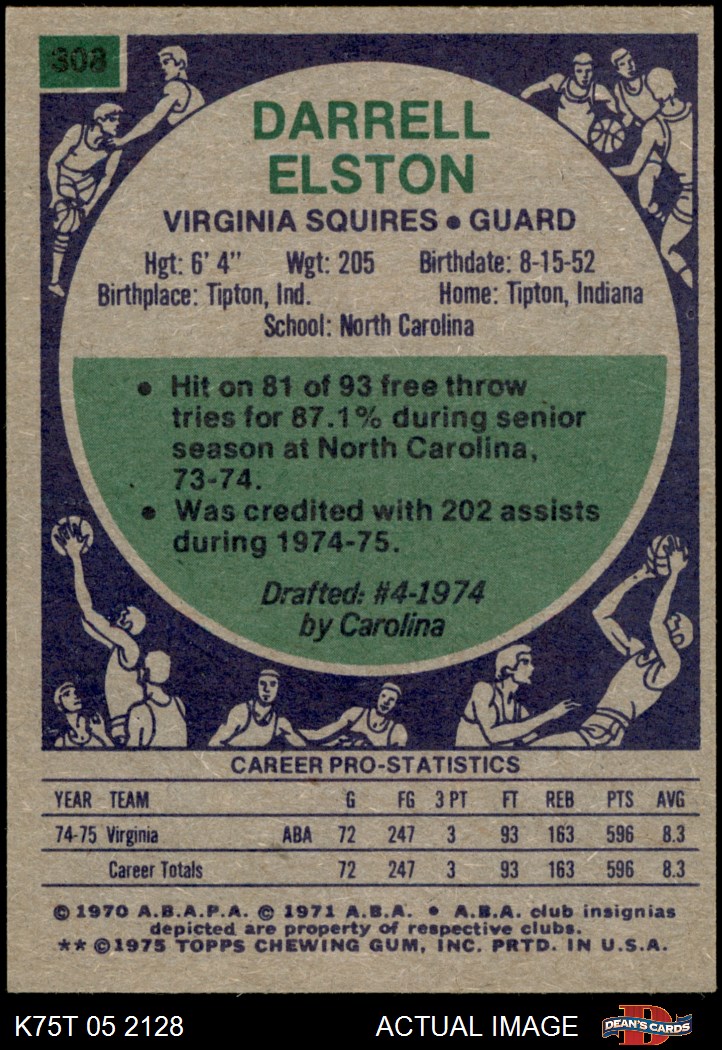 308
DARRELL
ELSTON
VIRGINIA SQUIRES • GUARD
Hgt: 6' 4" Wgt: 205 Birthdate: 8-15-52
Birthplace: Tipton, Ind. Home: Tipton, Indiana
School: North Carolina
• Hit on 81 of 93 free throw
tries for 87.1% during senior
season at North Carolina,
73-74.
• Was credited with 202 assists
during 1974-75.
Drafted: #4-1974
by Carolina
CAREER PRO-STATISTICS
YEAR TEAM G FG 3 PT FT REB PTS AVG
74-75 Virginia ABA 72 247 3 93 163 596 8.3
Career Totals 72 247 3 93 163 596 8.3
© 1970 A.B.A.P.A. © 1971 A.B.A. • A.B.A. club insignias
depicted are property of respective clubs.
** © 1975 TOPPS CHEWING GUM, INC. PRTD. IN U.S.A.
K75T 05 2128 ACTUAL IMAGE DEAN'S CARDS